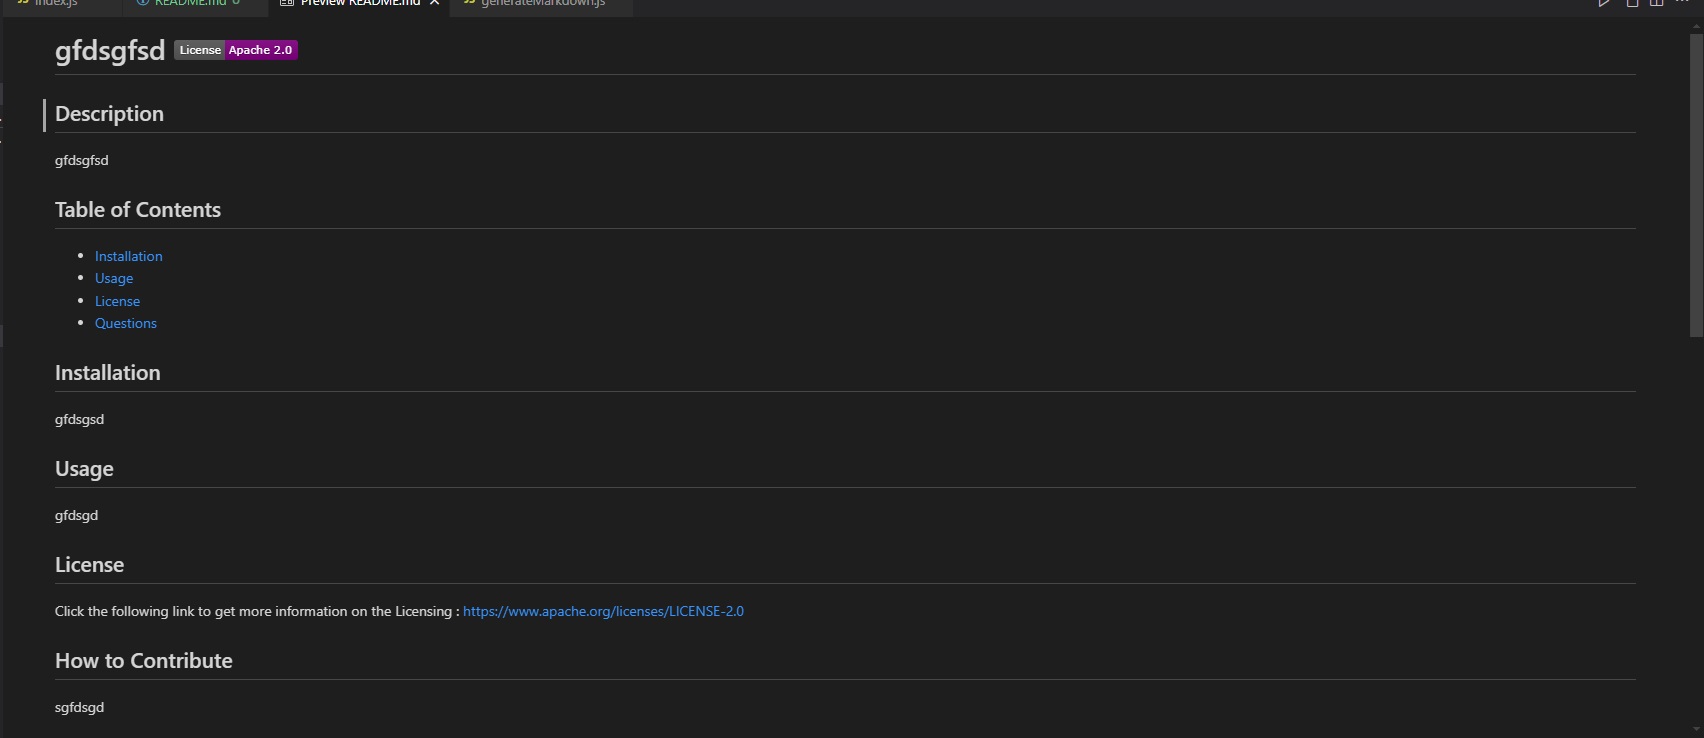 index.js README.md U Preview README.md generateMarkdown.js
gfdsgfsd License Apache 2.0
Description
gfdsgfsd
Table of Contents
Installation
Usage
License
Questions
Installation
gfdsgsd
Usage
gfdsgd
License
Click the following link to get more information on the Licensing : https://www.apache.org/licenses/LICENSE-2.0
How to Contribute
sgfdsgd